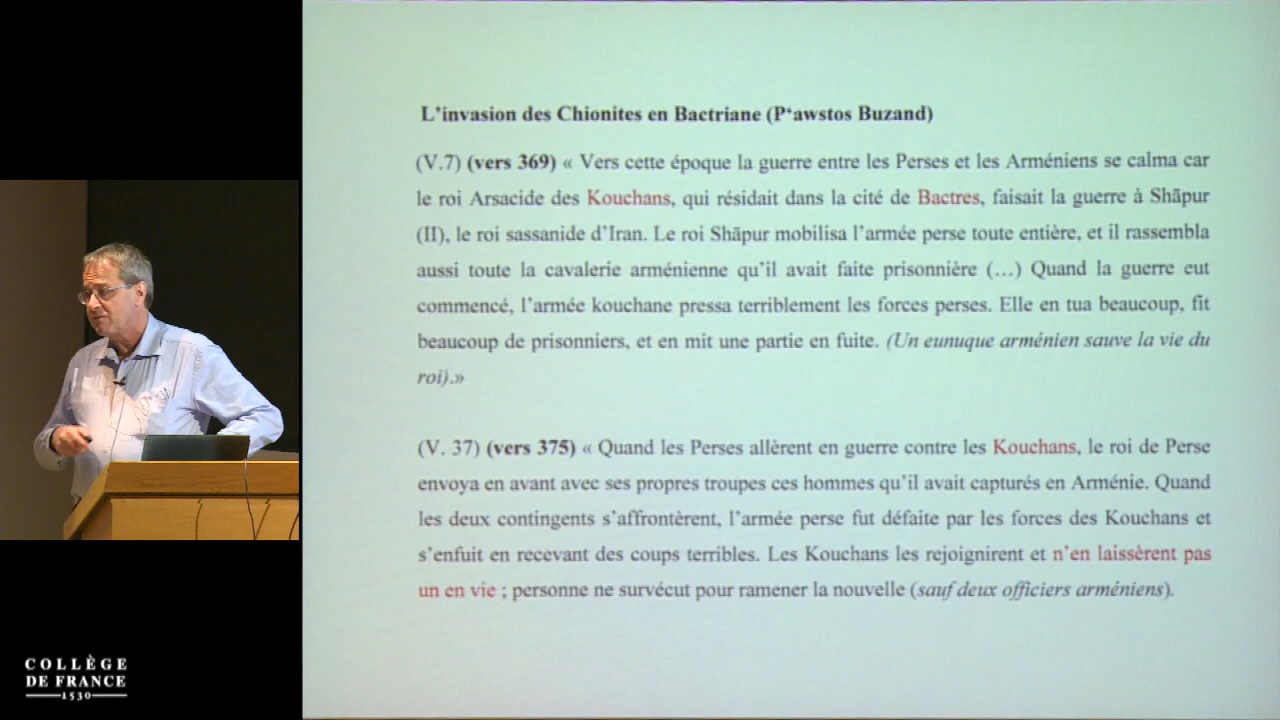 L'invasion des Chionites en Bactriane (P‘awstos Buzand)
(V.7) (vers 369) « Vers cette époque la guerre entre les Perses et les Arméniens se calma car
le roi Arsacide des Kouchans, qui résidait dans la cité de Bactres, faisait la guerre à Shāpur
(II), le roi sassanide d'Iran. Le roi Shāpur mobilisa l'armée perse toute entière, et il rassembla
aussi toute la cavalerie arménienne qu'il avait faite prisonnière (…) Quand la guerre eut
commencé, l'armée kouchane pressa terriblement les forces perses. Elle en tua beaucoup, fit
beaucoup de prisonniers, et en mit une partie en fuite. (Un eunuque arménien sauve la vie du
roi).»
(V. 37) (vers 375) « Quand les Perses allèrent en guerre contre les Kouchans, le roi de Perse
envoya en avant avec ses propres troupes ces hommes qu'il avait capturés en Arménie. Quand
les deux contingents s'affrontèrent, l'armée perse fut défaite par les forces des Kouchans et
s'enfuit en recevant des coups terribles. Les Kouchans les rejoignirent et n'en laissèrent pas
un en vie ; personne ne survécut pour ramener la nouvelle (sauf deux officiers arméniens).
COLLÈGE
DE FRANCE
1530